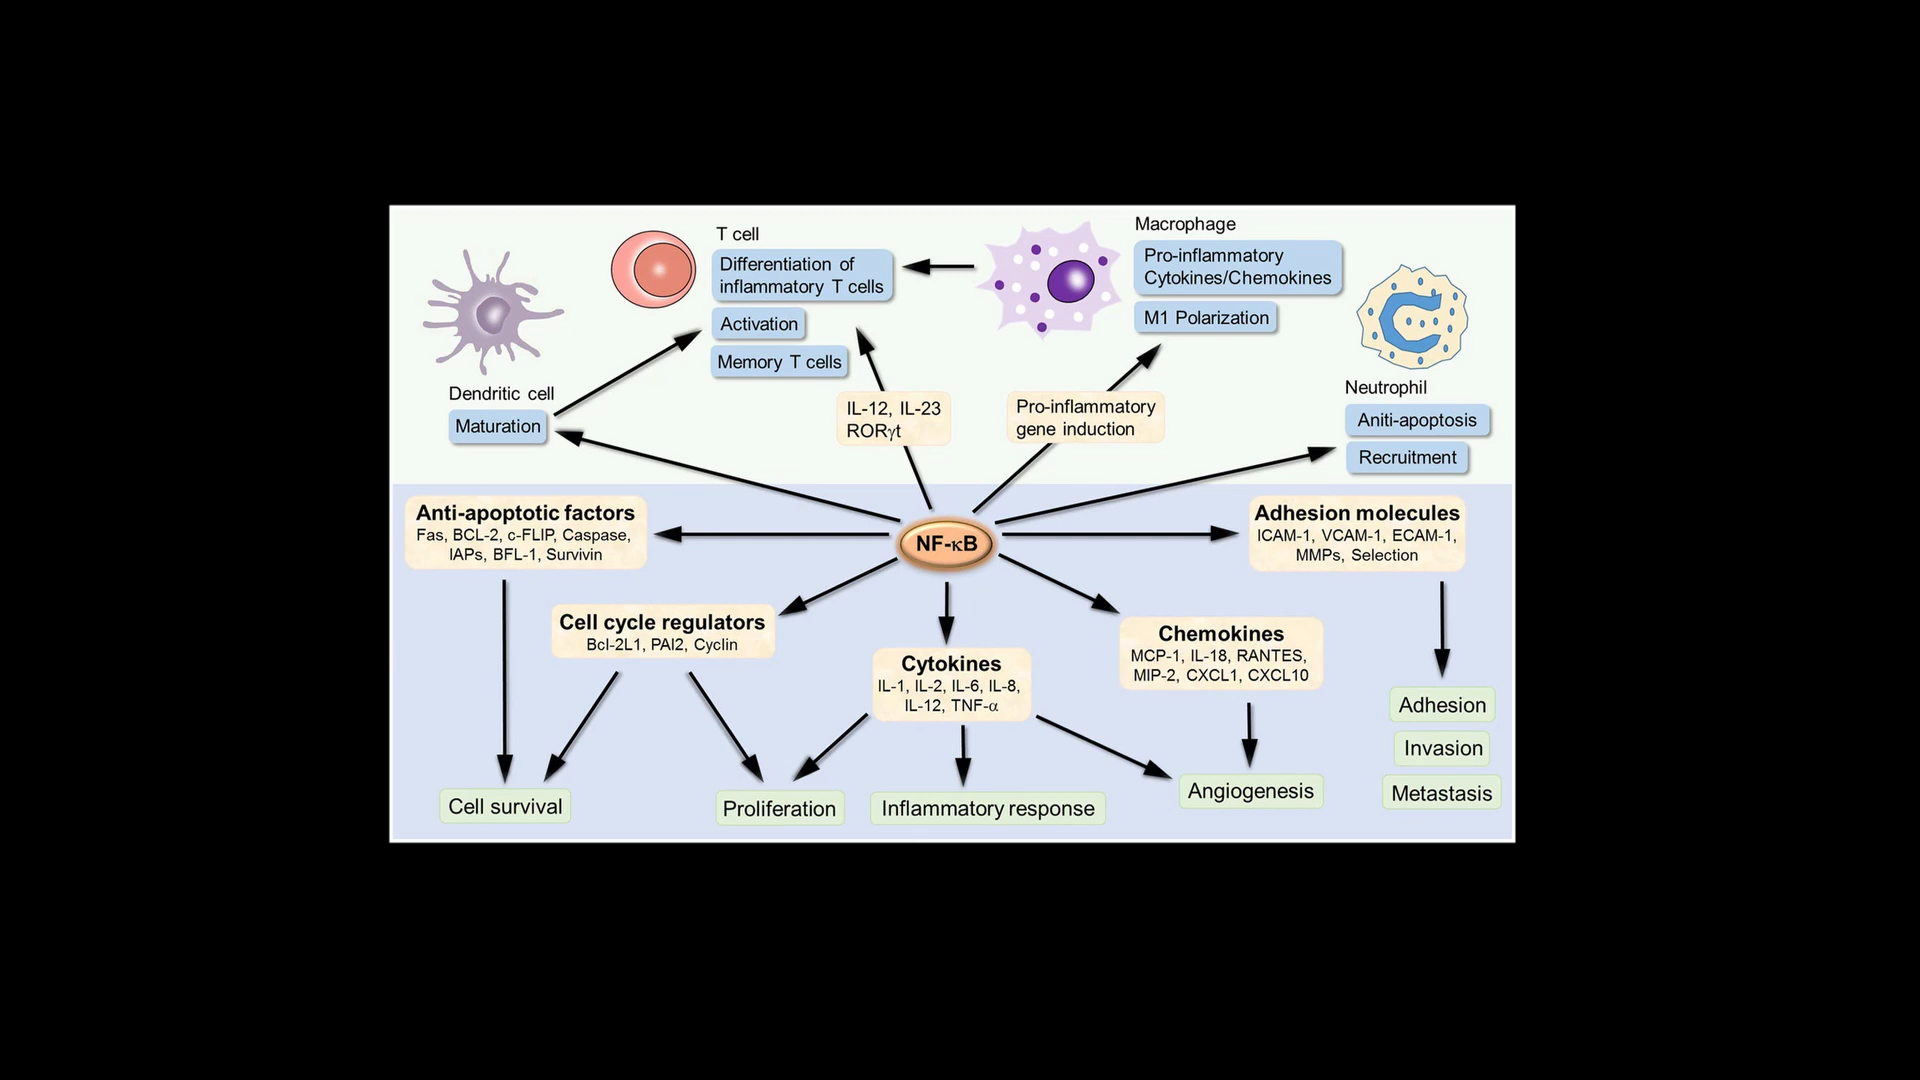 T cell
Differentiation of
inflammatory T cells
Activation
Memory T cells
Macrophage
Pro-inflammatory
Cytokines/Chemokines
M1 Polarization
Dendritic cell
Maturation
IL-12, IL-23
RORγt
Pro-inflammatory
gene induction
Neutrophil
Aniti-apoptosis
Recruitment
NF-κB
Anti-apoptotic factors
Fas, BCL-2, c-FLIP, Caspase,
IAPs, BFL-1, Survivin
Adhesion molecules
ICAM-1, VCAM-1, ECAM-1,
MMPs, Selection
Cell cycle regulators
Bcl-2L1, PAI2, Cyclin
Cytokines
IL-1, IL-2, IL-6, IL-8,
IL-12, TNF-α
Chemokines
MCP-1, IL-18, RANTES,
MIP-2, CXCL1, CXCL10
Cell survival
Proliferation
Inflammatory response
Angiogenesis
Adhesion
Invasion
Metastasis